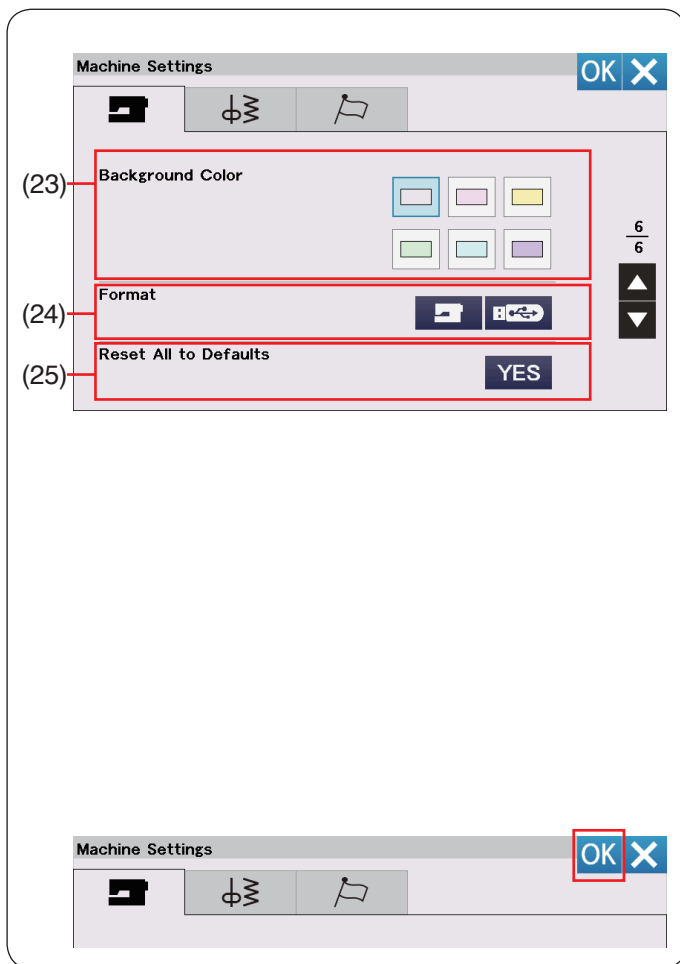 Machine Settings
OK
(23)
Background Color
6
6
(24)
Format
(25)
Reset All to Defaults
YES
Machine Settings
OK